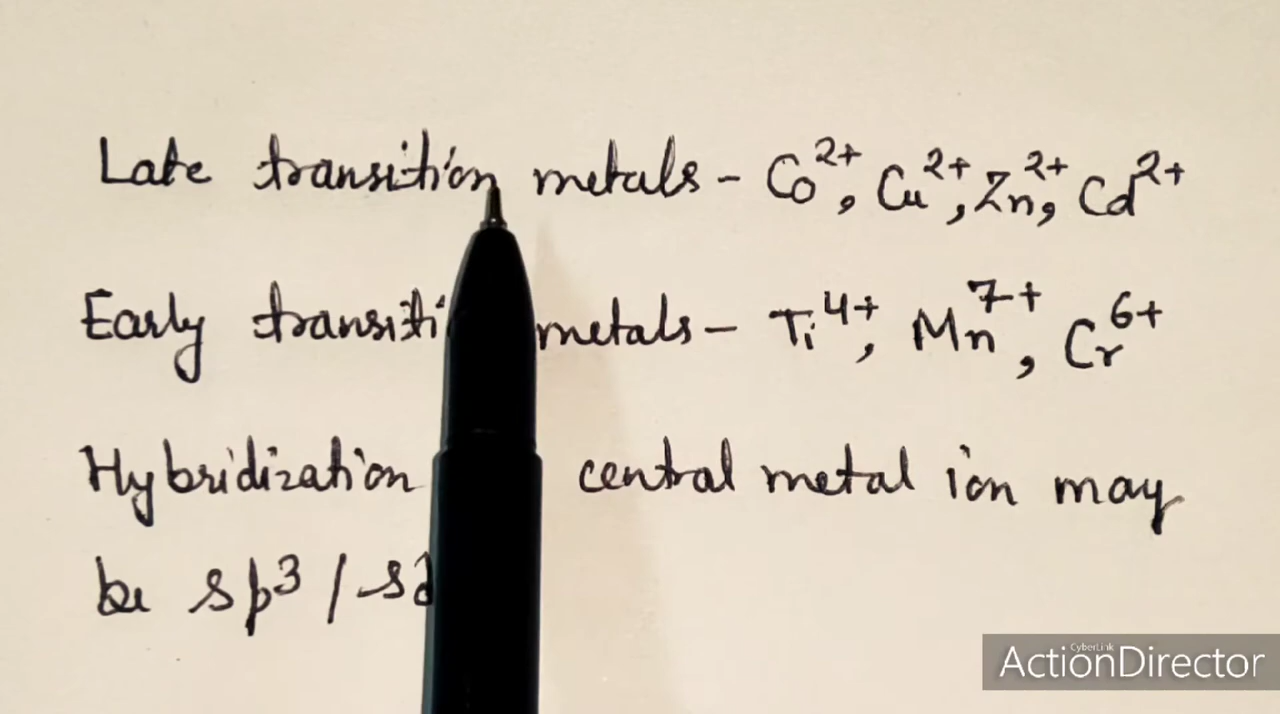 Late transition metals - Co²⁺, Cu²⁺, Zn²⁺, Cd²⁺
Early transiti metals - Ti⁴⁺, Mn⁷⁺, Cr⁶⁺
Hybridization central metal ion may
be sp³ / sd
CyberLink
ActionDirector